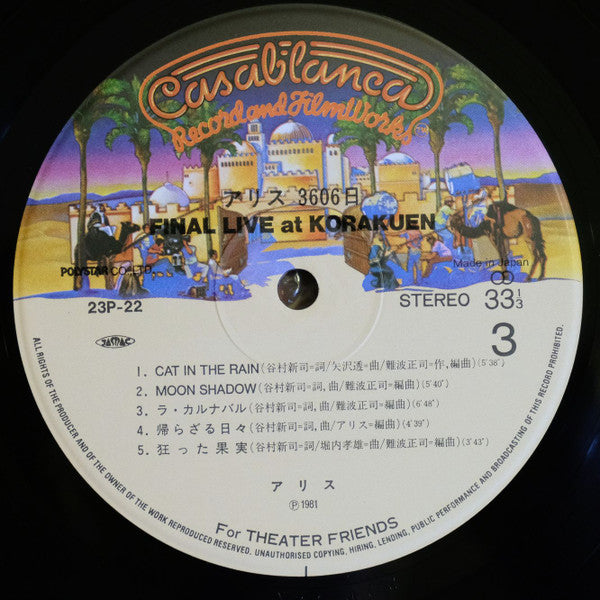 Casablanca
Record and FilmWorks™
アリス 3606日
FINAL LIVE at KORAKUEN
POLYSTAR CO., LTD.
Made in Japan
23P-22
STEREO 33 1/3
JASRAC
3
1. CAT IN THE RAIN(谷村新司=詞/矢沢透=曲/難波正司=作,編曲)(5'36")
2. MOON SHADOW(谷村新司=詞,曲/難波正司=編曲)(5'40")
3. ラ・カルナバル(谷村新司=詞,曲/難波正司=編曲)(6'48")
4. 帰らざる日々(谷村新司=詞,曲/アリス=編曲)(4'39")
5. 狂った果実(谷村新司=詞/堀内孝雄=曲/難波正司=編曲)(3'43")
アリス
Ⓟ1981
For THEATER FRIENDS
ALL RIGHTS OF THE PRODUCER AND OF THE OWNER OF THE WORK REPRODUCED RESERVED. UNAUTHORISED COPYING, HIRING, LENDING, PUBLIC PERFORMANCE AND BROADCASTING OF THIS RECORD PROHIBITED.